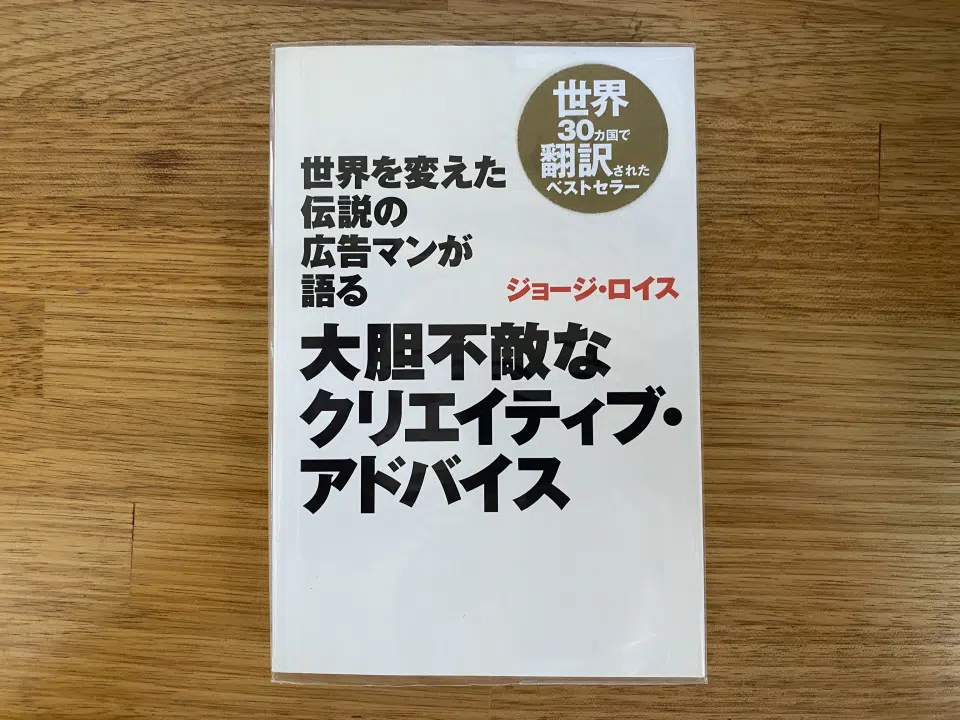 世界
30カ国で
翻訳された
ベストセラー
世界を変えた
伝説の
広告マンが
語る
ジョージ・ロイス
大胆不敵な
クリエイティブ・
アドバイス